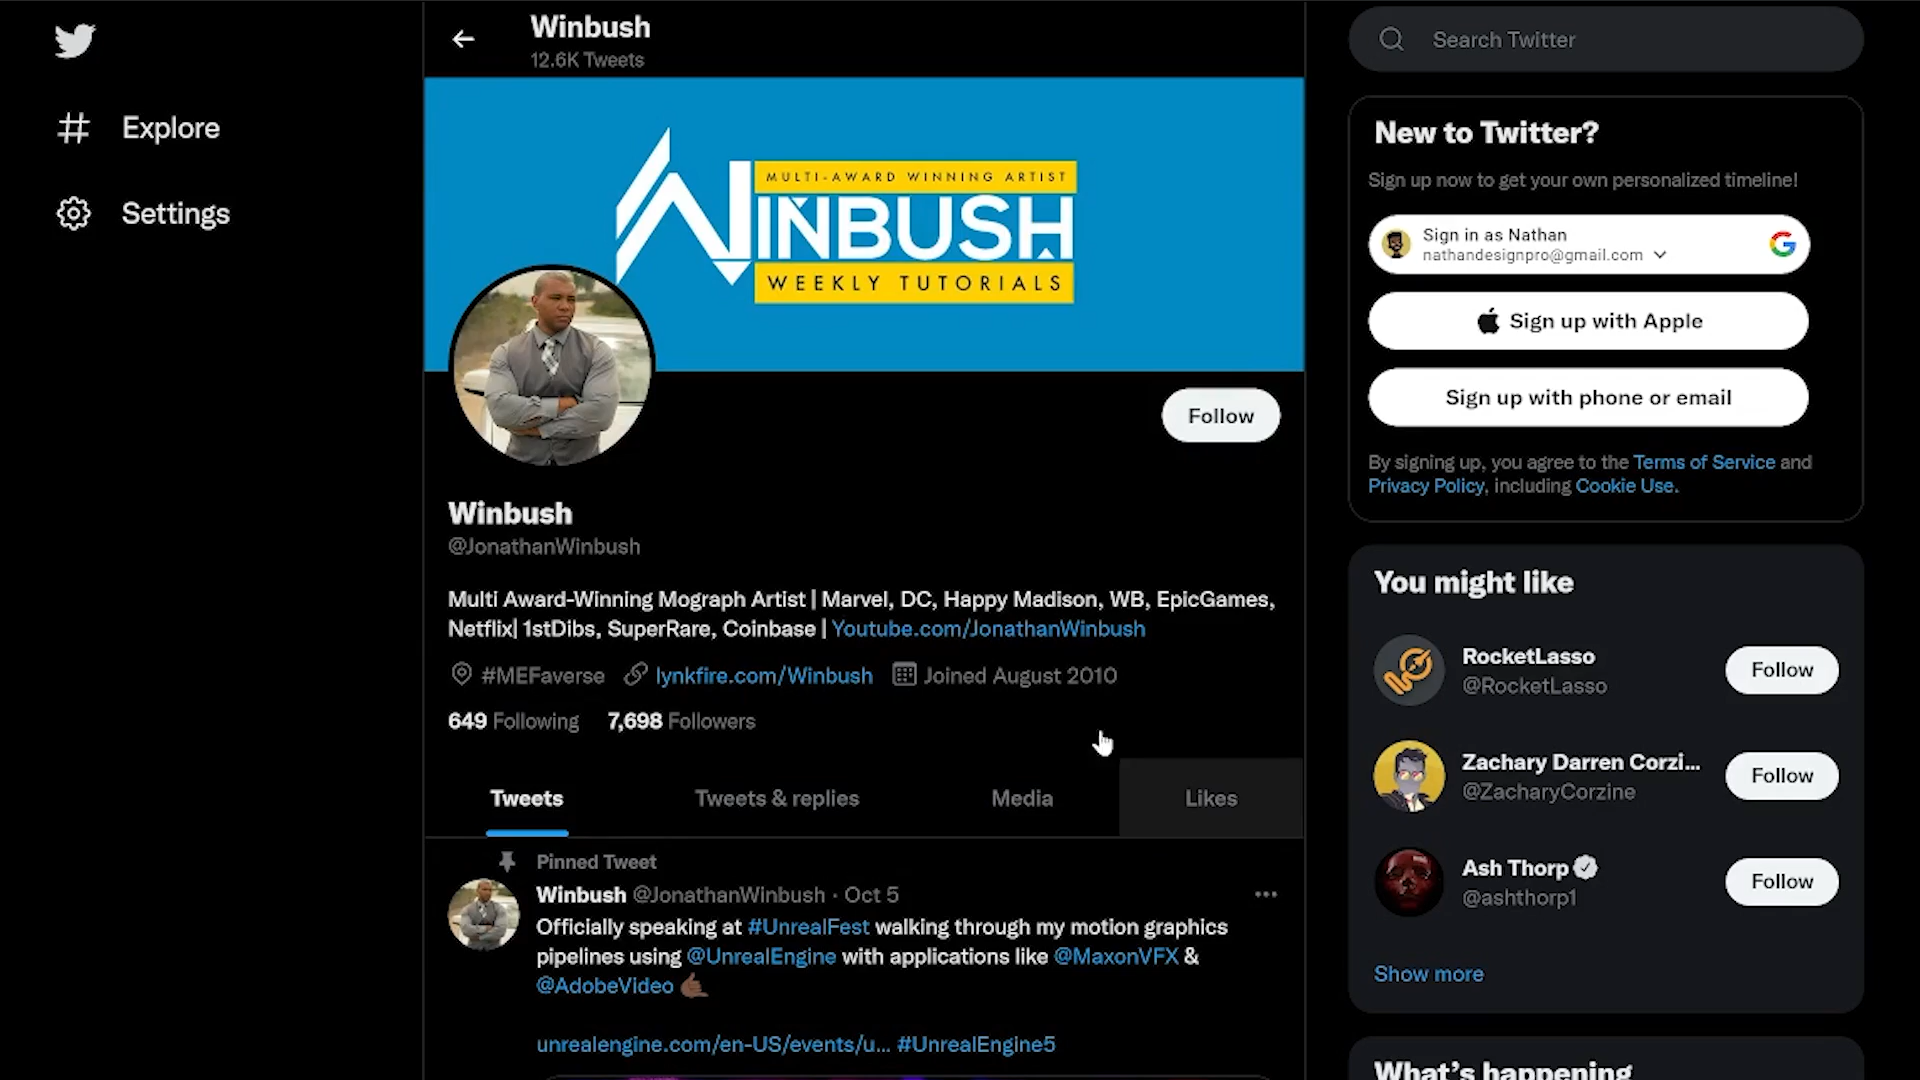 Explore
Settings
Winbush
12.6K Tweets
MULTI-AWARD WINNING ARTIST
WINBUSH
WEEKLY TUTORIALS
Follow
Winbush
@JonathanWinbush
Multi Award-Winning Mograph Artist | Marvel, DC, Happy Madison, WB, EpicGames,
Netflix| 1stDibs, SuperRare, Coinbase | Youtube.com/JonathanWinbush
#MEFaverse lynkfire.com/Winbush Joined August 2010
649 Following 7,698 Followers
Tweets Tweets & replies Media Likes
Pinned Tweet
Winbush @JonathanWinbush · Oct 5
Officially speaking at #UnrealFest walking through my motion graphics
pipelines using @UnrealEngine with applications like @MaxonVFX &
@AdobeVideo 🤙🏾
unrealengine.com/en-US/events/u... #UnrealEngine5
Search Twitter
New to Twitter?
Sign up now to get your own personalized timeline!
Sign in as Nathan
nathandesignpro@gmail.com
Sign up with Apple
Sign up with phone or email
By signing up, you agree to the Terms of Service and
Privacy Policy, including Cookie Use.
You might like
RocketLasso
@RocketLasso
Follow
Zachary Darren Corzi...
@ZacharyCorzine
Follow
Ash Thorp
@ashthorp1
Follow
Show more
What's happening